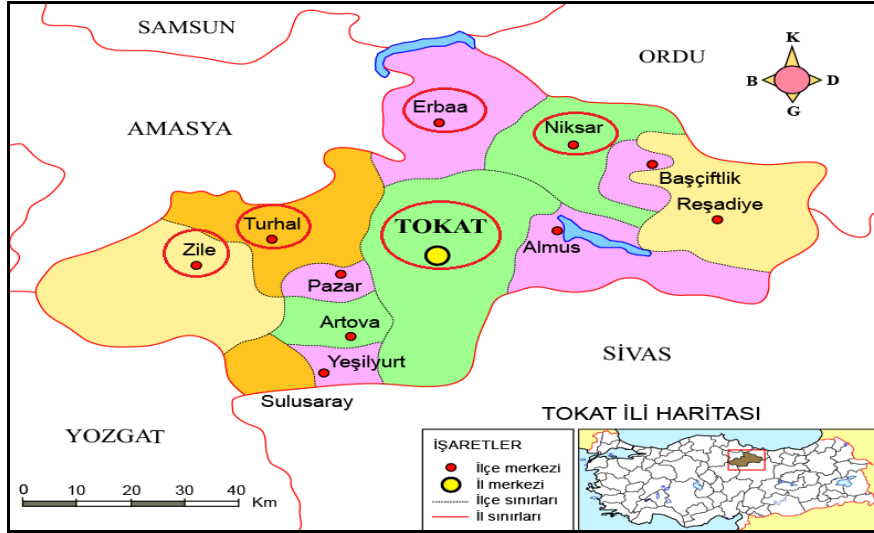 SAMSUN
ORDU
K
B D
G
AMASYA
Erbaa
Niksar
Başçiftlik
Reşadiye
Turhal
TOKAT
Almus
Zile
Pazar
Artova
Yeşilyurt
SİVAS
Sulusaray
YOZGAT
TOKAT İLİ HARİTASI
İŞARETLER
İlçe merkezi
İl merkezi
İlçe sınırları
İl sınırları
0 10 20 30 40 Km